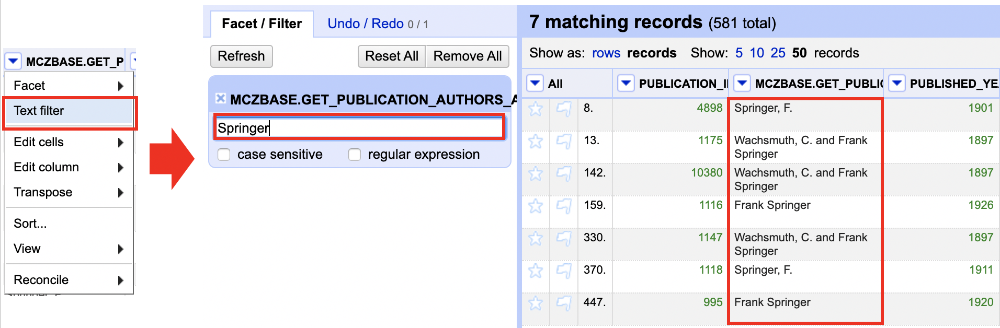 MCZBASE.GET_P
Facet
Text filter
Edit cells
Edit column
Transpose
Sort...
View
Reconcile
Facet / Filter
Undo / Redo 0 / 1
Refresh
Reset All
Remove All
MCZBASE.GET_PUBLICATION_AUTHORS_A
Springer
case sensitive
regular expression
7 matching records (581 total)
Show as: rows records Show: 5 10 25 50 records
All PUBLICATION_I MCZBASE.GET_PUBLIC PUBLISHED_YEA
8. 4898 Springer, F. 1901
13. 1175 Wachsmuth, C. and Frank 1897
Springer
142. 10380 Wachsmuth, C. and Frank 1897
Springer
159. 1116 Frank Springer 1926
330. 1147 Wachsmuth, C. and Frank 1897
Springer
370. 1118 Springer, F. 1911
447. 995 Frank Springer 1920